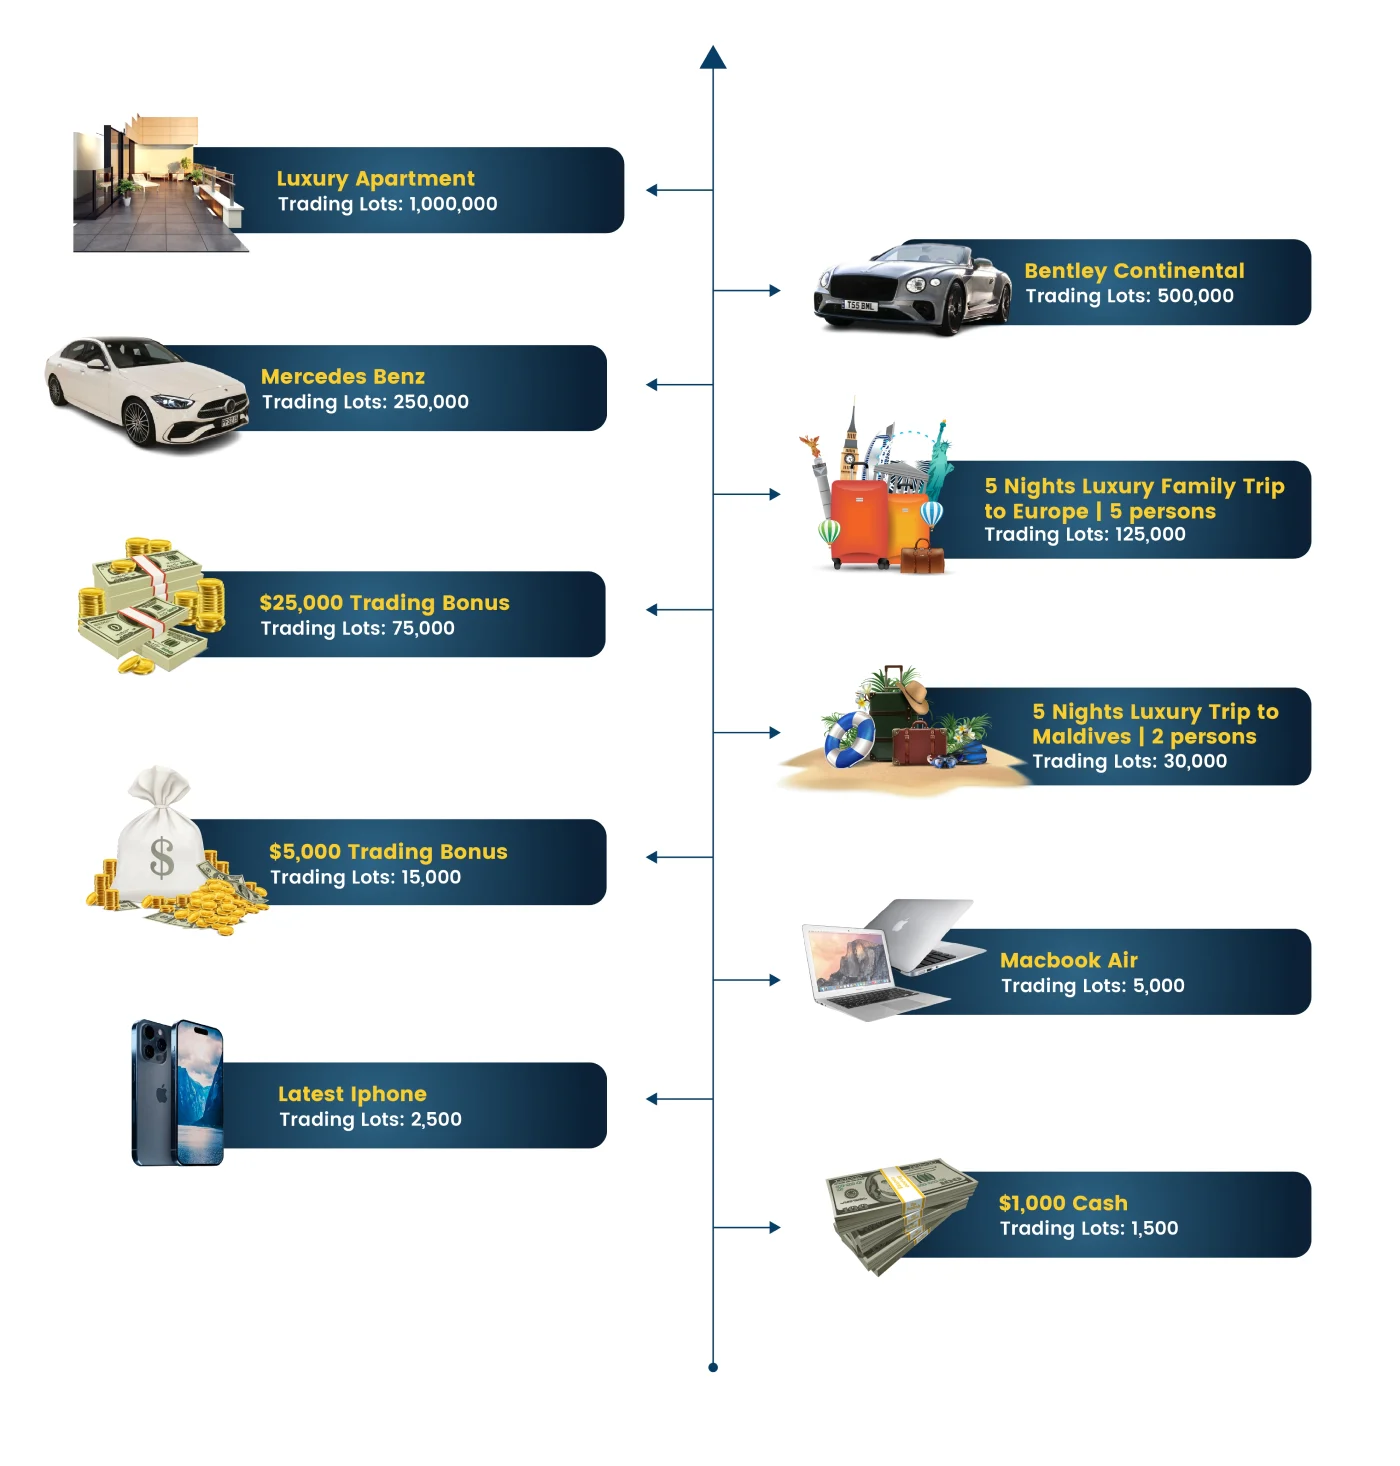 Luxury Apartment
Trading Lots: 1,000,000
Bentley Continental
Trading Lots: 500,000
T55 BML
Mercedes Benz
Trading Lots: 250,000
5 Nights Luxury Family Trip
to Europe | 5 persons
Trading Lots: 125,000
$25,000 Trading Bonus
Trading Lots: 75,000
5 Nights Luxury Trip to
Maldives | 2 persons
Trading Lots: 30,000
$
$5,000 Trading Bonus
Trading Lots: 15,000
Macbook Air
Trading Lots: 5,000
Latest Iphone
Trading Lots: 2,500
$1,000 Cash
Trading Lots: 1,500